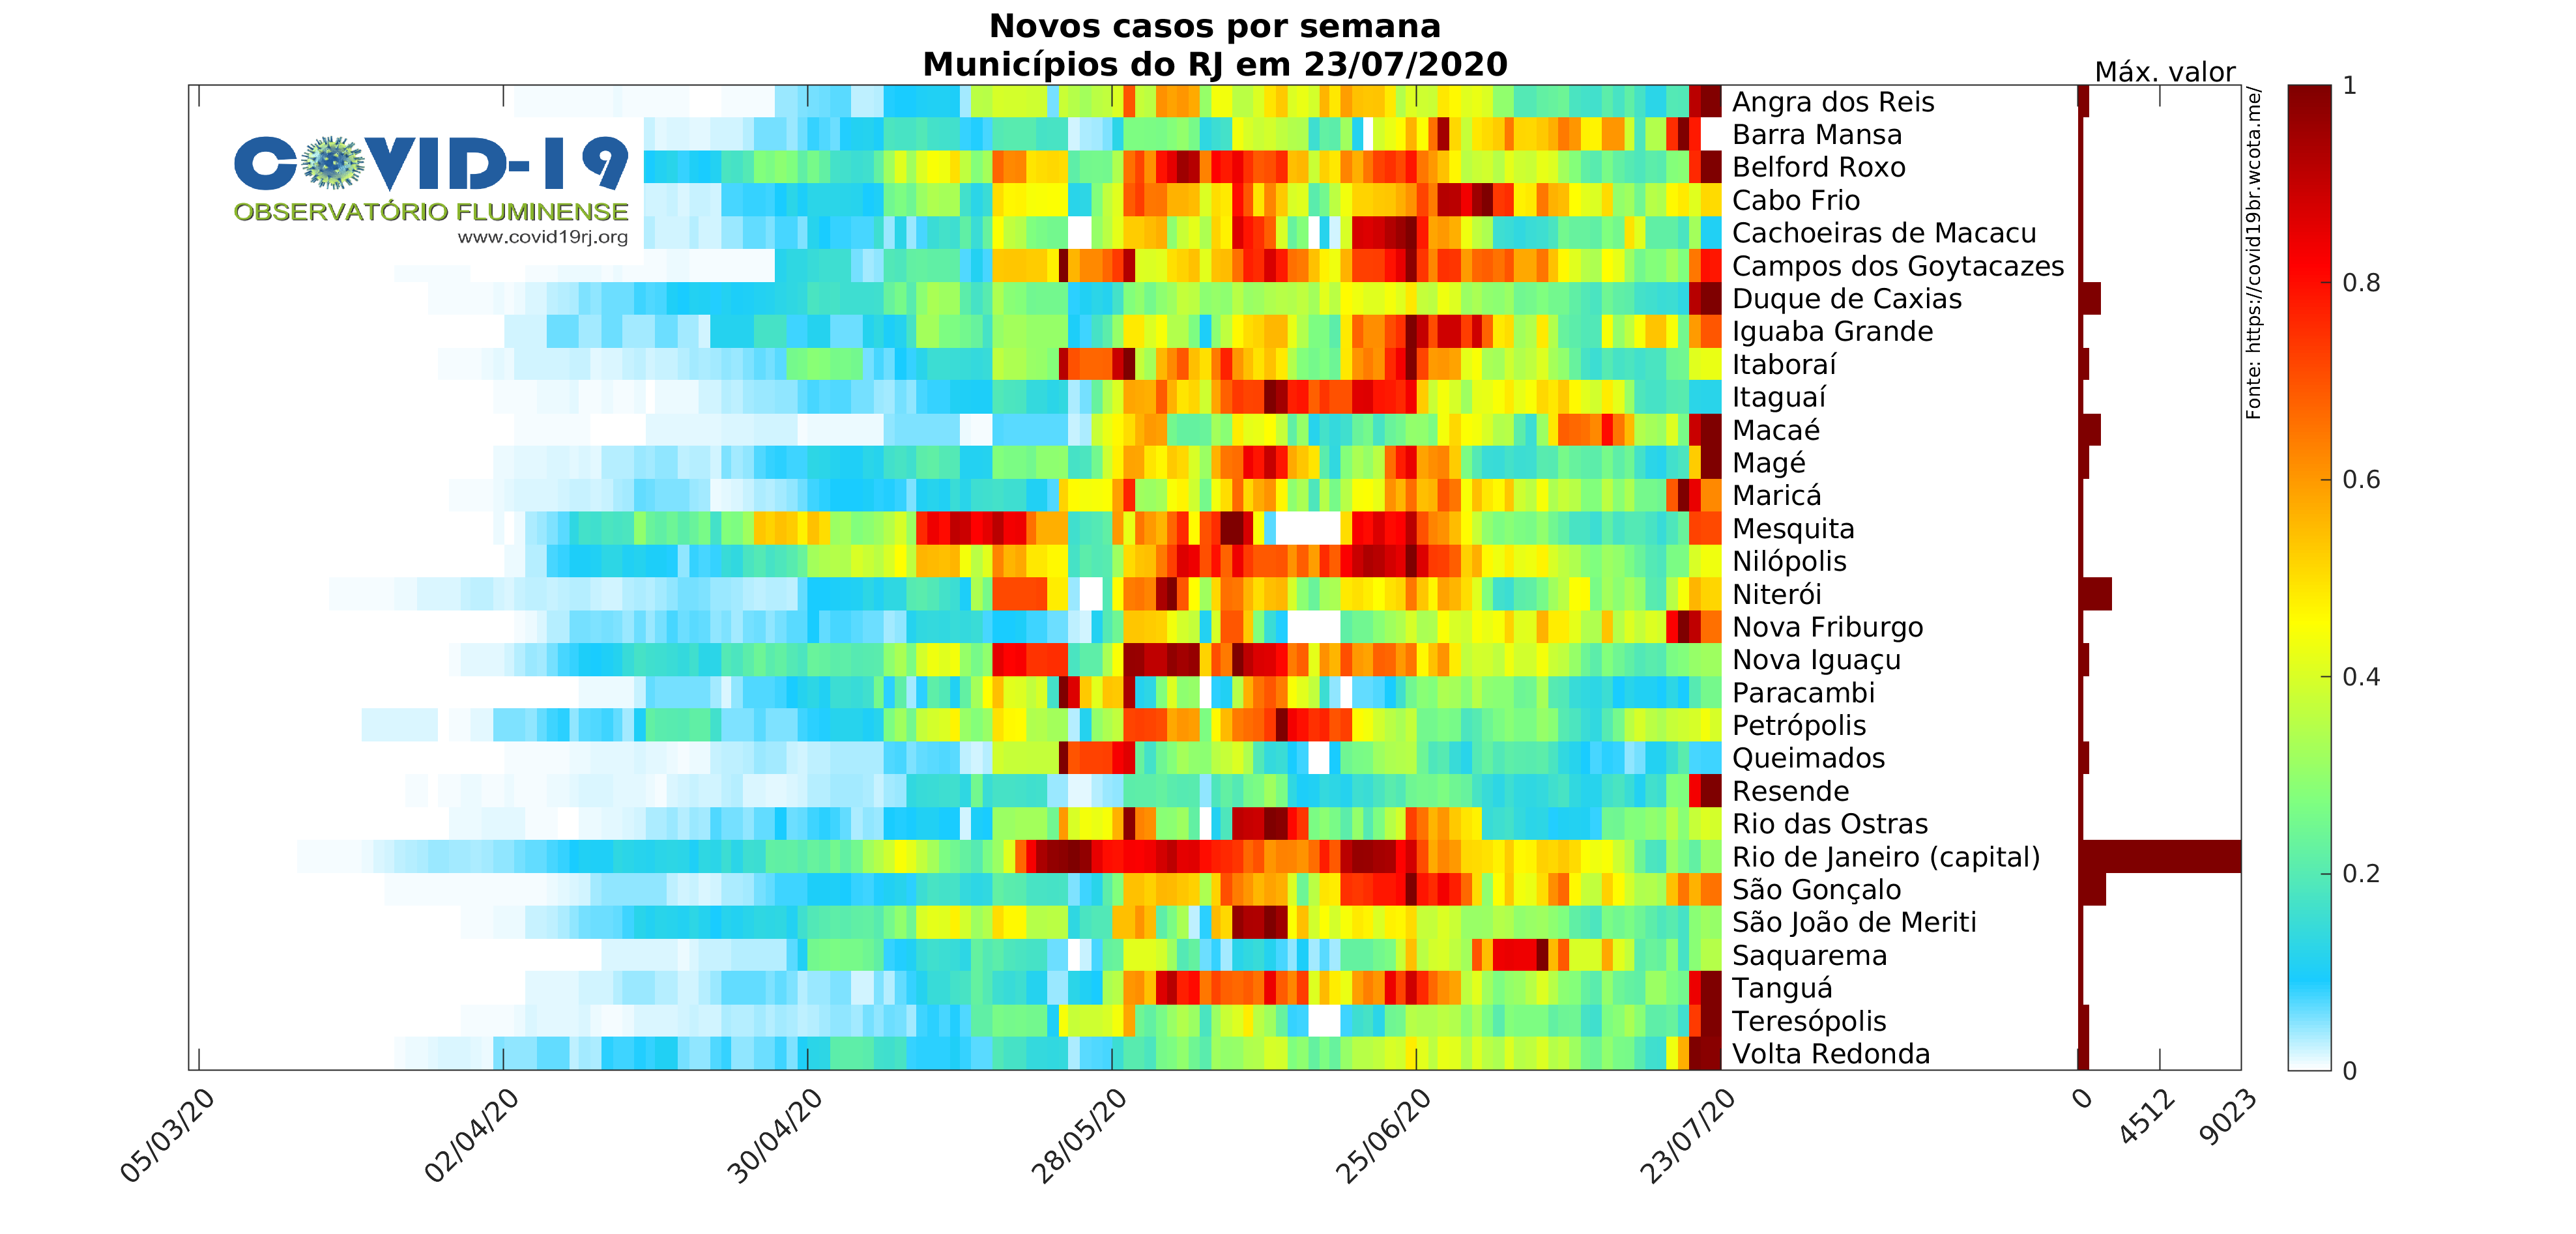 Novos casos por semana
Municípios do RJ em 23/07/2020
Máx. valor
COVID-19
OBSERVATÓRIO FLUMINENSE
www.covid19rj.org
Angra dos Reis
Barra Mansa
Belford Roxo
Cabo Frio
Cachoeiras de Macacu
Campos dos Goytacazes
Duque de Caxias
Iguaba Grande
Itaboraí
Itaguaí
Macaé
Magé
Maricá
Mesquita
Nilópolis
Niterói
Nova Friburgo
Nova Iguaçu
Paracambi
Petrópolis
Queimados
Resende
Rio das Ostras
Rio de Janeiro (capital)
São Gonçalo
São João de Meriti
Saquarema
Tanguá
Teresópolis
Volta Redonda
Fonte: https://covid19br.wcota.me/
1
0.8
0.6
0.4
0.2
0
05/03/20
02/04/20
30/04/20
28/05/20
25/06/20
23/07/20
0
4512
9023